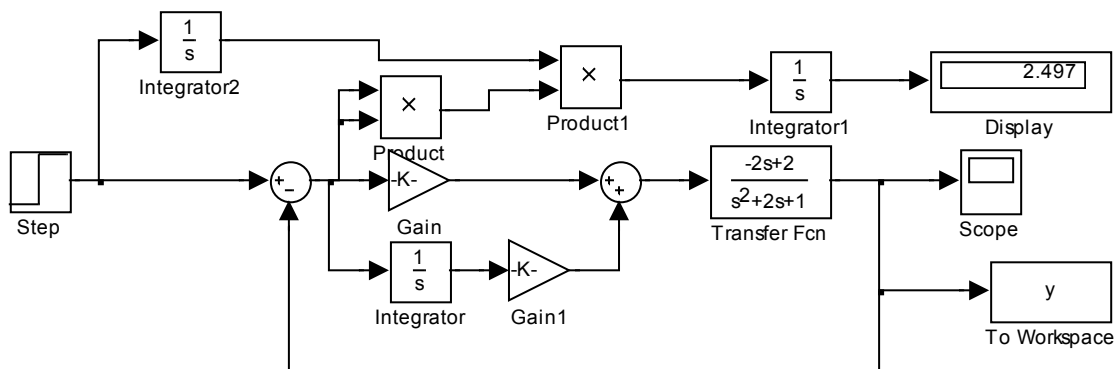 1
s
Integrator2
×
Product
×
Product1
1
s
Integrator1
2.497
Display
Step
+
−
-K-
Gain
1
s
Integrator
-K-
Gain1
+
+
-2s+2
s²+2s+1
Transfer Fcn
Scope
y
To Workspace